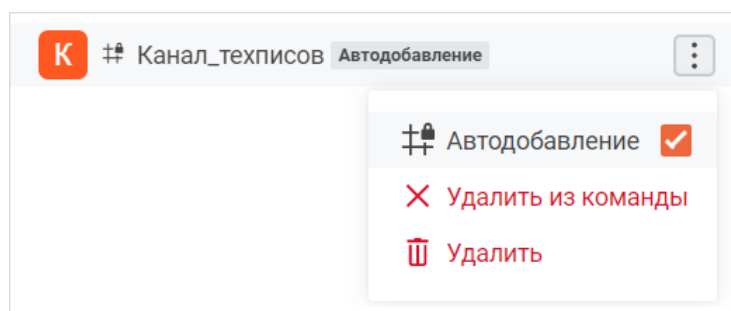 К Канал_техписов Автодобавление
Автодобавление
Удалить из команды
Удалить